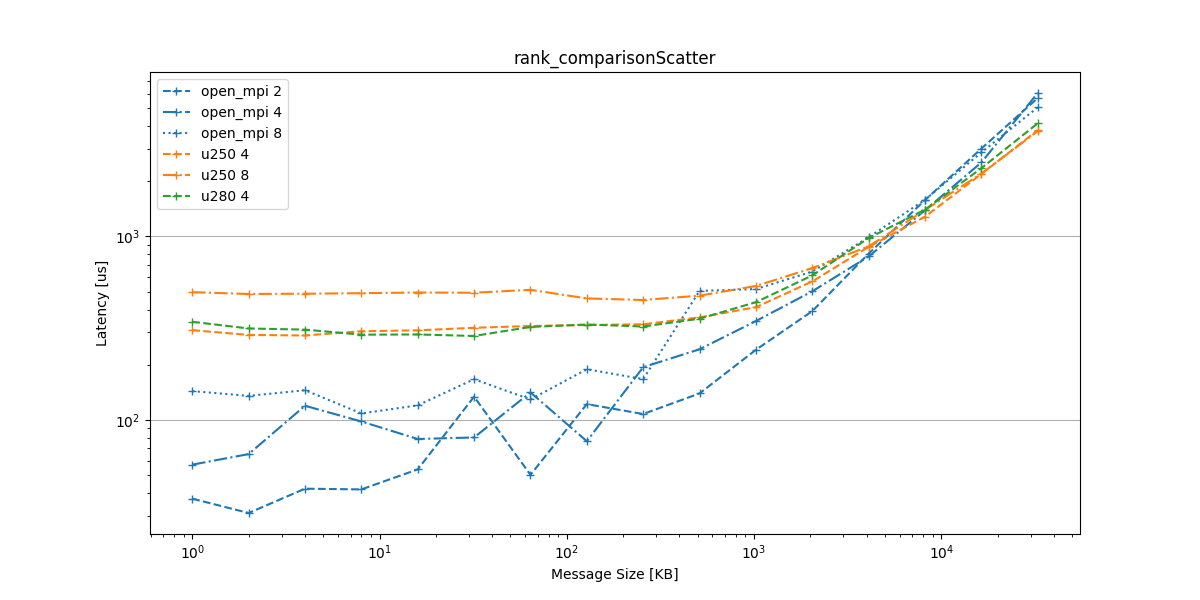 rank_comparisonScatter
open_mpi 2
open_mpi 4
open_mpi 8
u250 4
u250 8
u280 4
Latency [us]
10³
10²
10⁰ 10¹ 10² 10³ 10⁴
Message Size [KB]